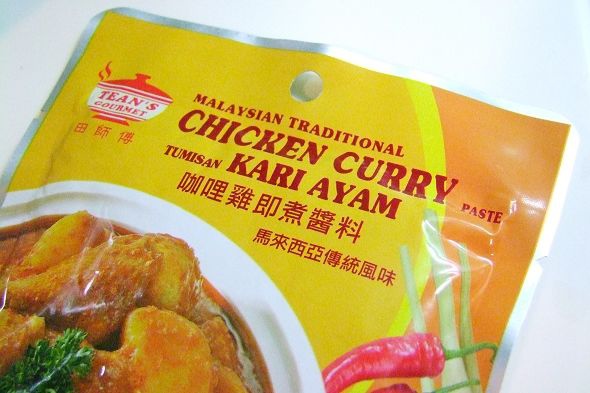 TEAN'S
GOURMET
田師傅
MALAYSIAN TRADITIONAL
CHICKEN CURRY PASTE
TUMISAN KARI AYAM
咖哩雞即煮醬料
馬來西亞傳統風味